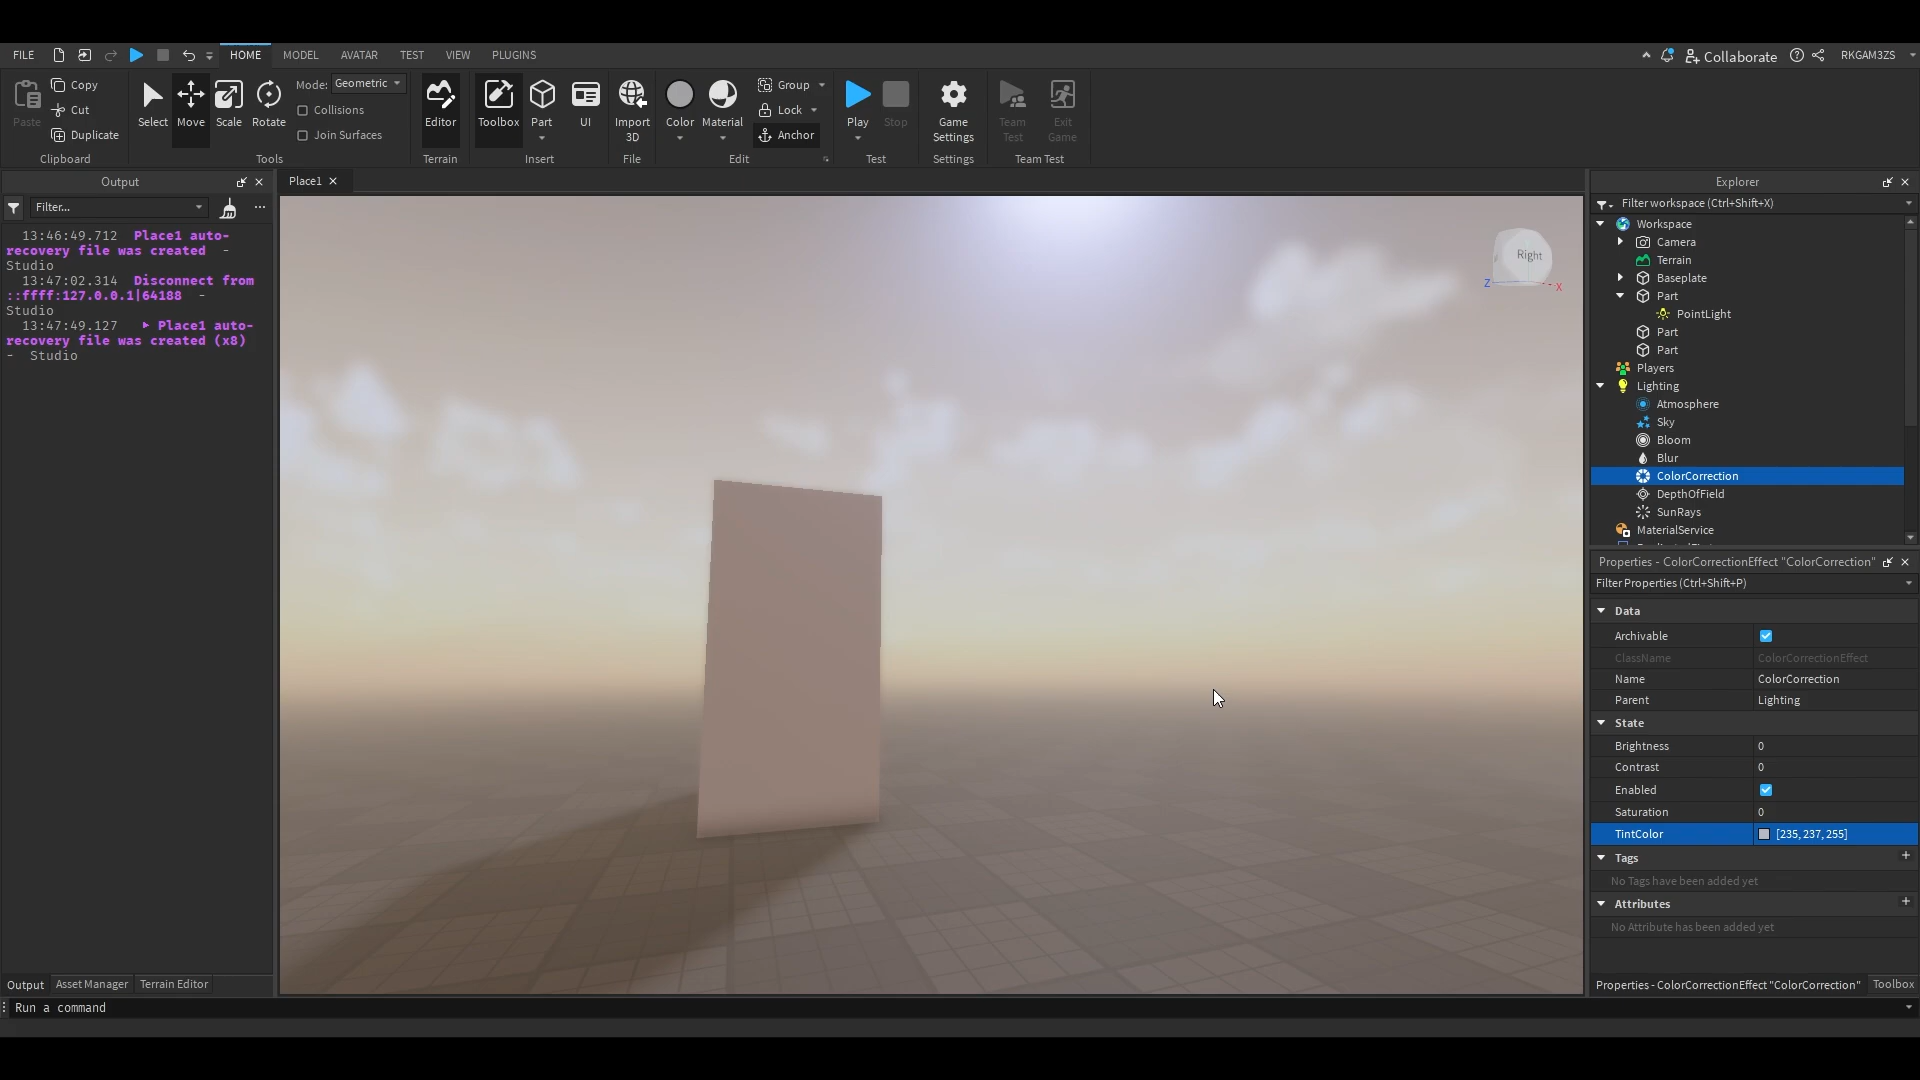 FILE
HOME
MODEL
AVATAR
TEST
VIEW
PLUGINS
Collaborate
RKGAM3ZS
Paste
Copy
Cut
Duplicate
Clipboard
Select
Move
Scale
Rotate
Mode: Geometric
Collisions
Join Surfaces
Tools
Editor
Terrain
Toolbox
Part
UI
Insert
Import
3D
File
Color
Material
Group
Lock
Anchor
Edit
Play
Stop
Test
Game
Settings
Settings
Team
Test
Exit
Game
Team Test
Output
Filter...
13:46:49.712 Place1 auto-
recovery file was created -
Studio
13:47:02.314 Disconnect from
::ffff:127.0.0.1|64188 -
Studio
13:47:49.127 Place1 auto-
recovery file was created (x8)
- Studio
Output
Asset Manager
Terrain Editor
Run a command
Place1
Right
Z
X
Explorer
Filter workspace (Ctrl+Shift+X)
Workspace
Camera
Terrain
Baseplate
Part
PointLight
Part
Part
Players
Lighting
Atmosphere
Sky
Bloom
Blur
ColorCorrection
DepthOfField
SunRays
MaterialService
Properties - ColorCorrectionEffect "ColorCorrection"
Filter Properties (Ctrl+Shift+P)
Data
Archivable
ClassName ColorCorrectionEffect
Name ColorCorrection
Parent Lighting
State
Brightness 0
Contrast 0
Enabled
Saturation 0
TintColor [235, 237, 255]
Tags
No Tags have been added yet
Attributes
No Attribute has been added yet
Properties - ColorCorrectionEffect "ColorCorrection"
Toolbox